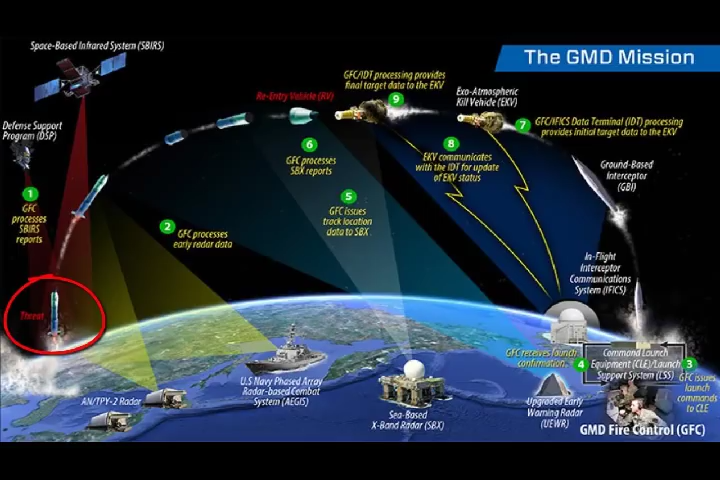 The GMD Mission
Space-Based Infrared System (SBIRS)
Defense Support
Program (DSP)
1
GFC
processes
SBIRS
reports
Threat
2
GFC processes
early radar data
Re-Entry Vehicle (RV)
6
GFC processes
SBX reports
5
GFC issues
track location
data to SBX
GFC/IDT processing provides
final target data to the EKV
9
Exo-Atmospheric
Kill Vehicle (EKV)
8
EKV communicates
with the IDT for update
of EKV status
7
GFC/IFICS Data Terminal (IDT) processing
provides initial target data to the EKV
Ground-Based
Interceptor
(GBI)
In-Flight
Interceptor
Communications
System (IFICS)
GFC receives launch
confirmation
4
Command Launch
Equipment (CLE)/Launch
Support System (LSS)
3
GFC issues
launch
commands
to CLE
AN/TPY-2 Radar
U.S Navy Phased Array
Radar-based Combat
System (AEGIS)
Sea-Based
X-Band Radar (SBX)
Upgraded Early
Warning Radar
(UEWR)
GMD Fire Control (GFC)